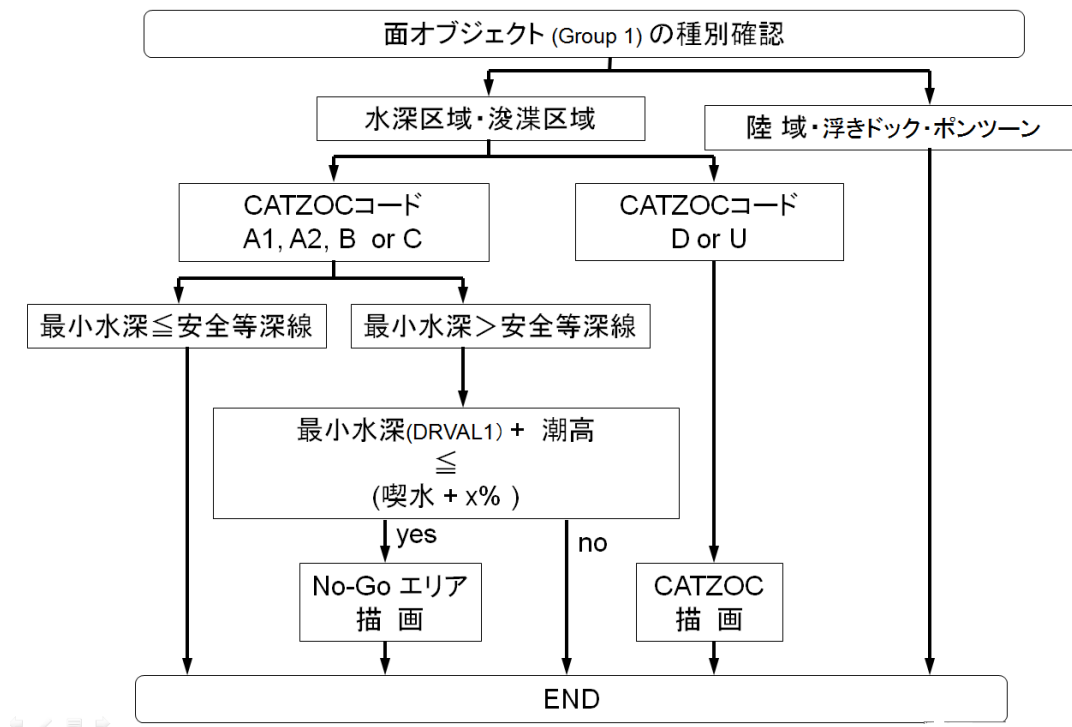 面オブジェクト (Group 1) の種別確認
水深区域・浚渫区域
陸 域・浮きドック・ポンツーン
CATZOCコード
A1, A2, B or C
CATZOCコード
D or U
最小水深≦安全等深線
最小水深＞安全等深線
最小水深(DRVAL1) + 潮高
≦
(喫水 + x% )
yes
no
No-Go エリア
描 画
CATZOC
描 画
END